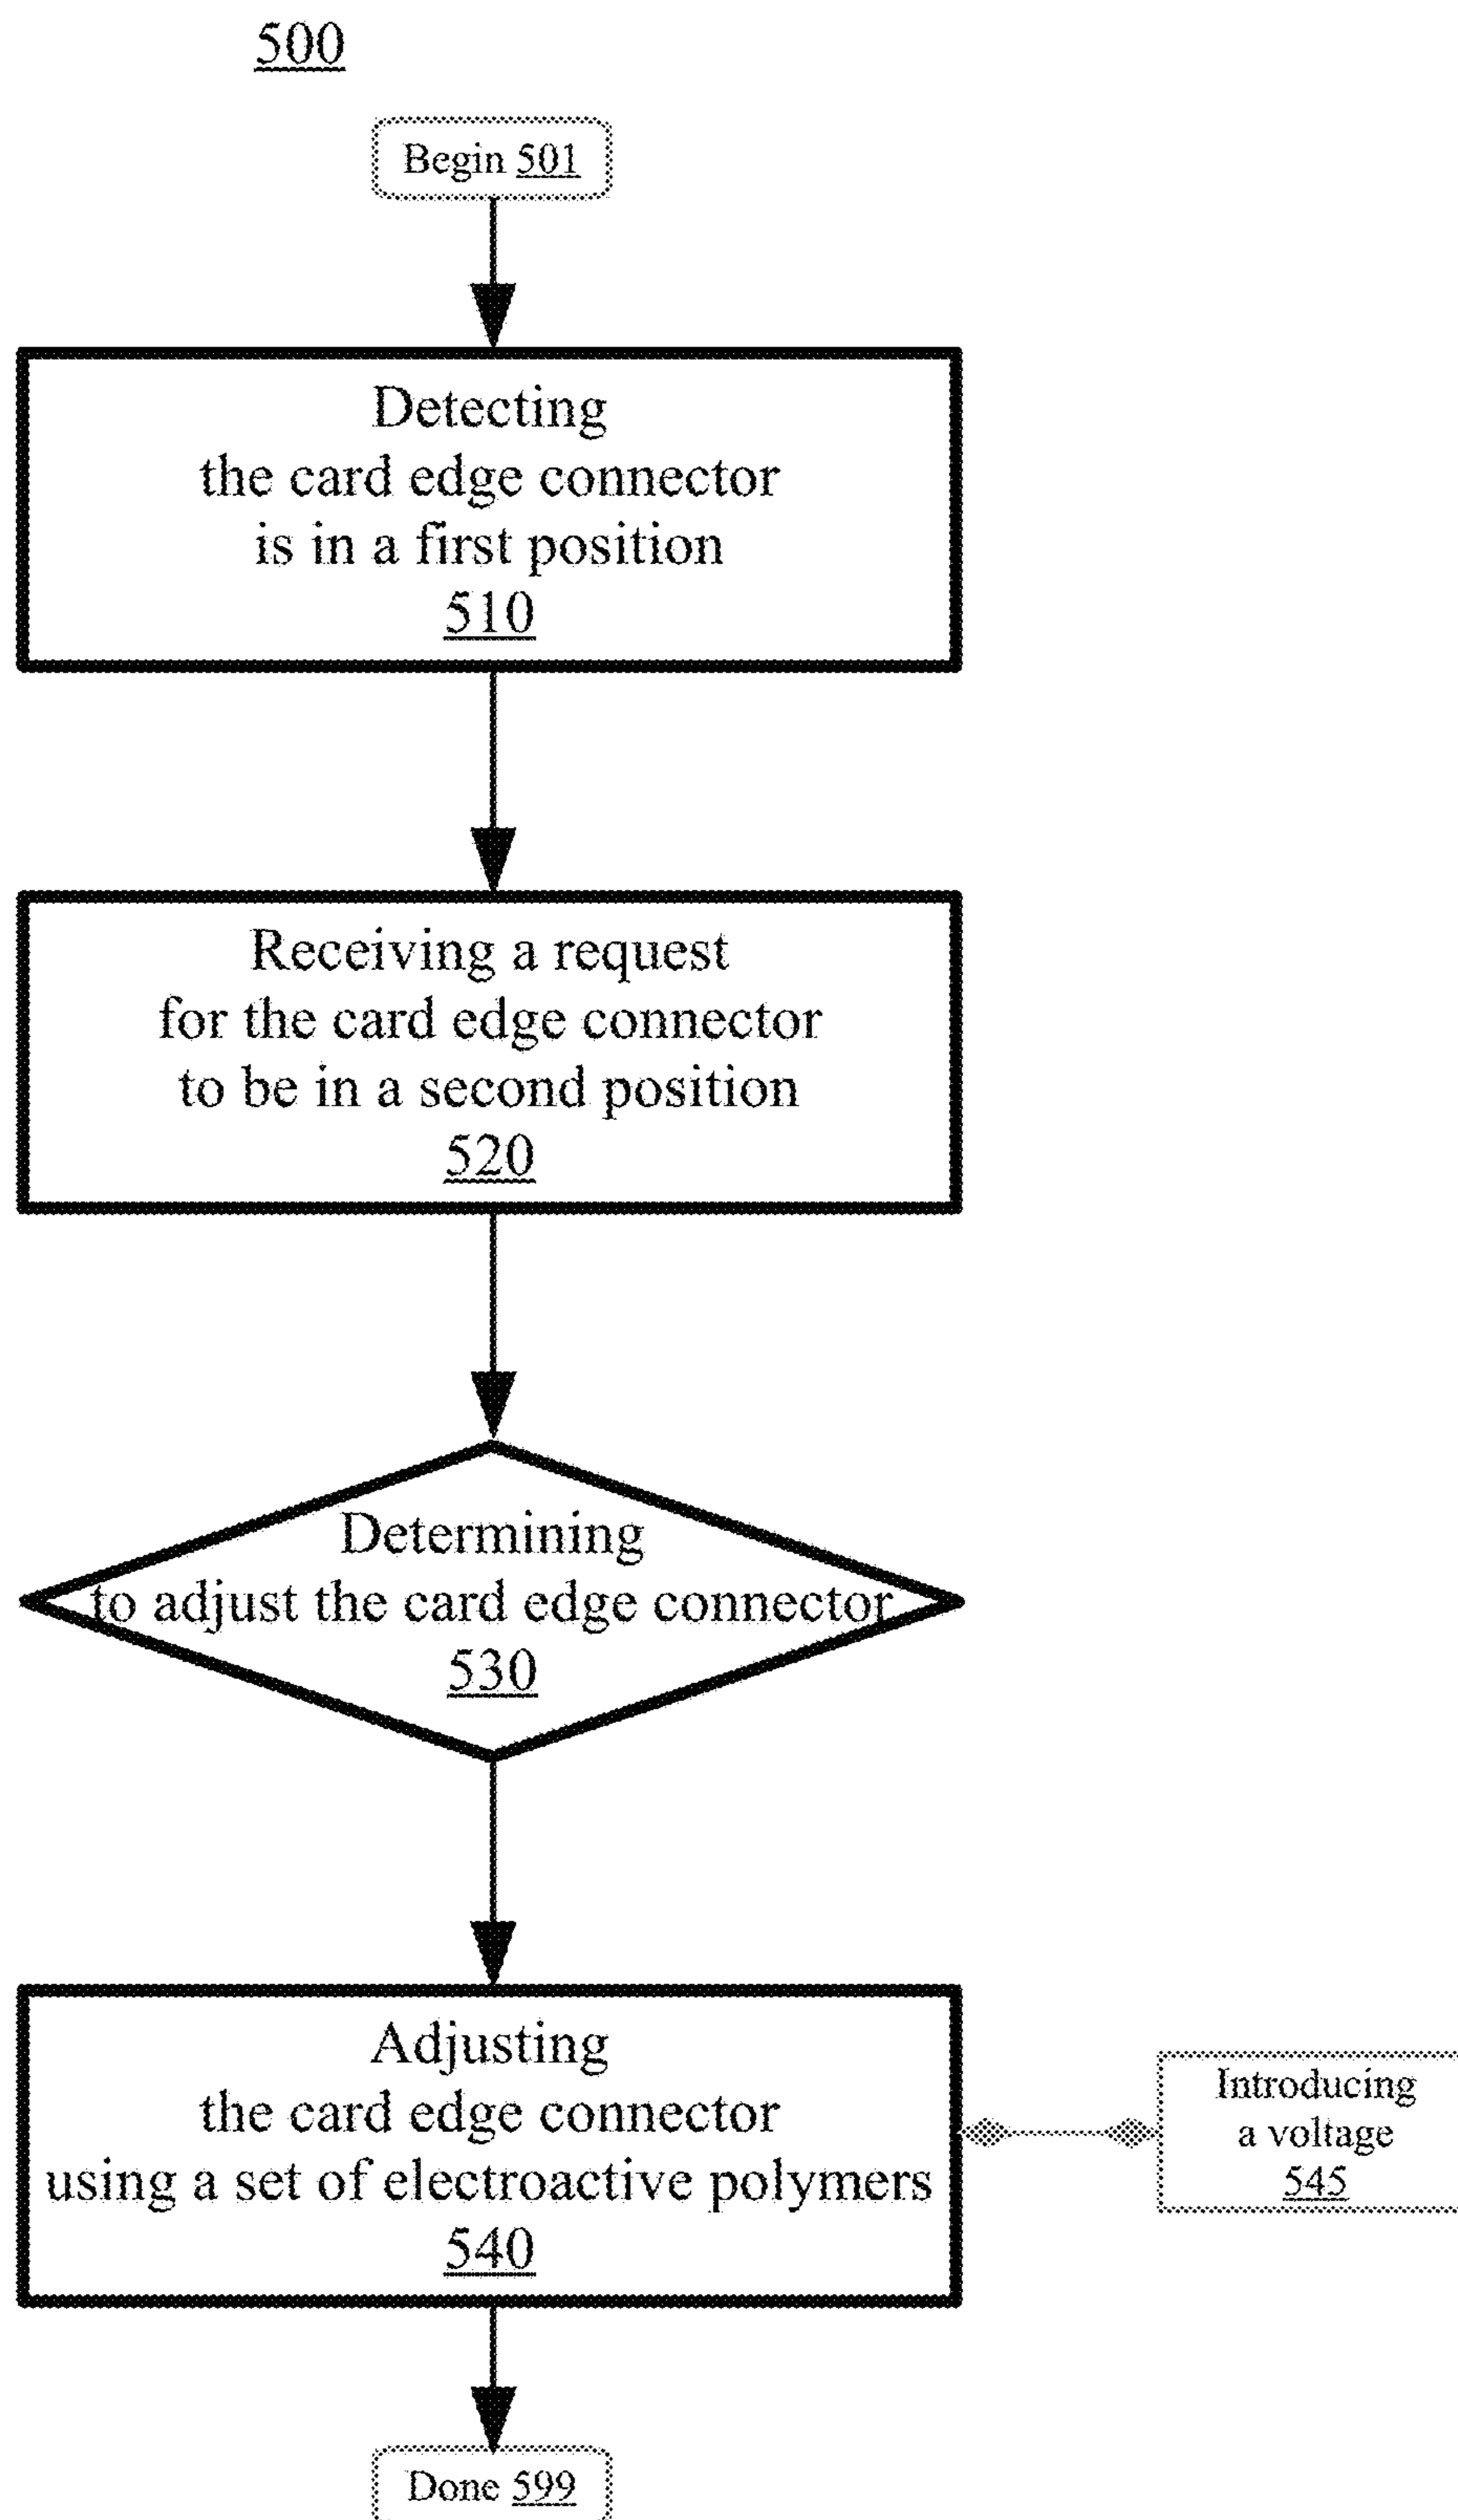 500
Begin 501
Detecting
the card edge connector
is in a first position
510
Receiving a request
for the card edge connector
to be in a second position
520
Determining
to adjust the card edge connector
530
Adjusting
the card edge connector
using a set of electroactive polymers
540
Introducing
a voltage
545
Done 599